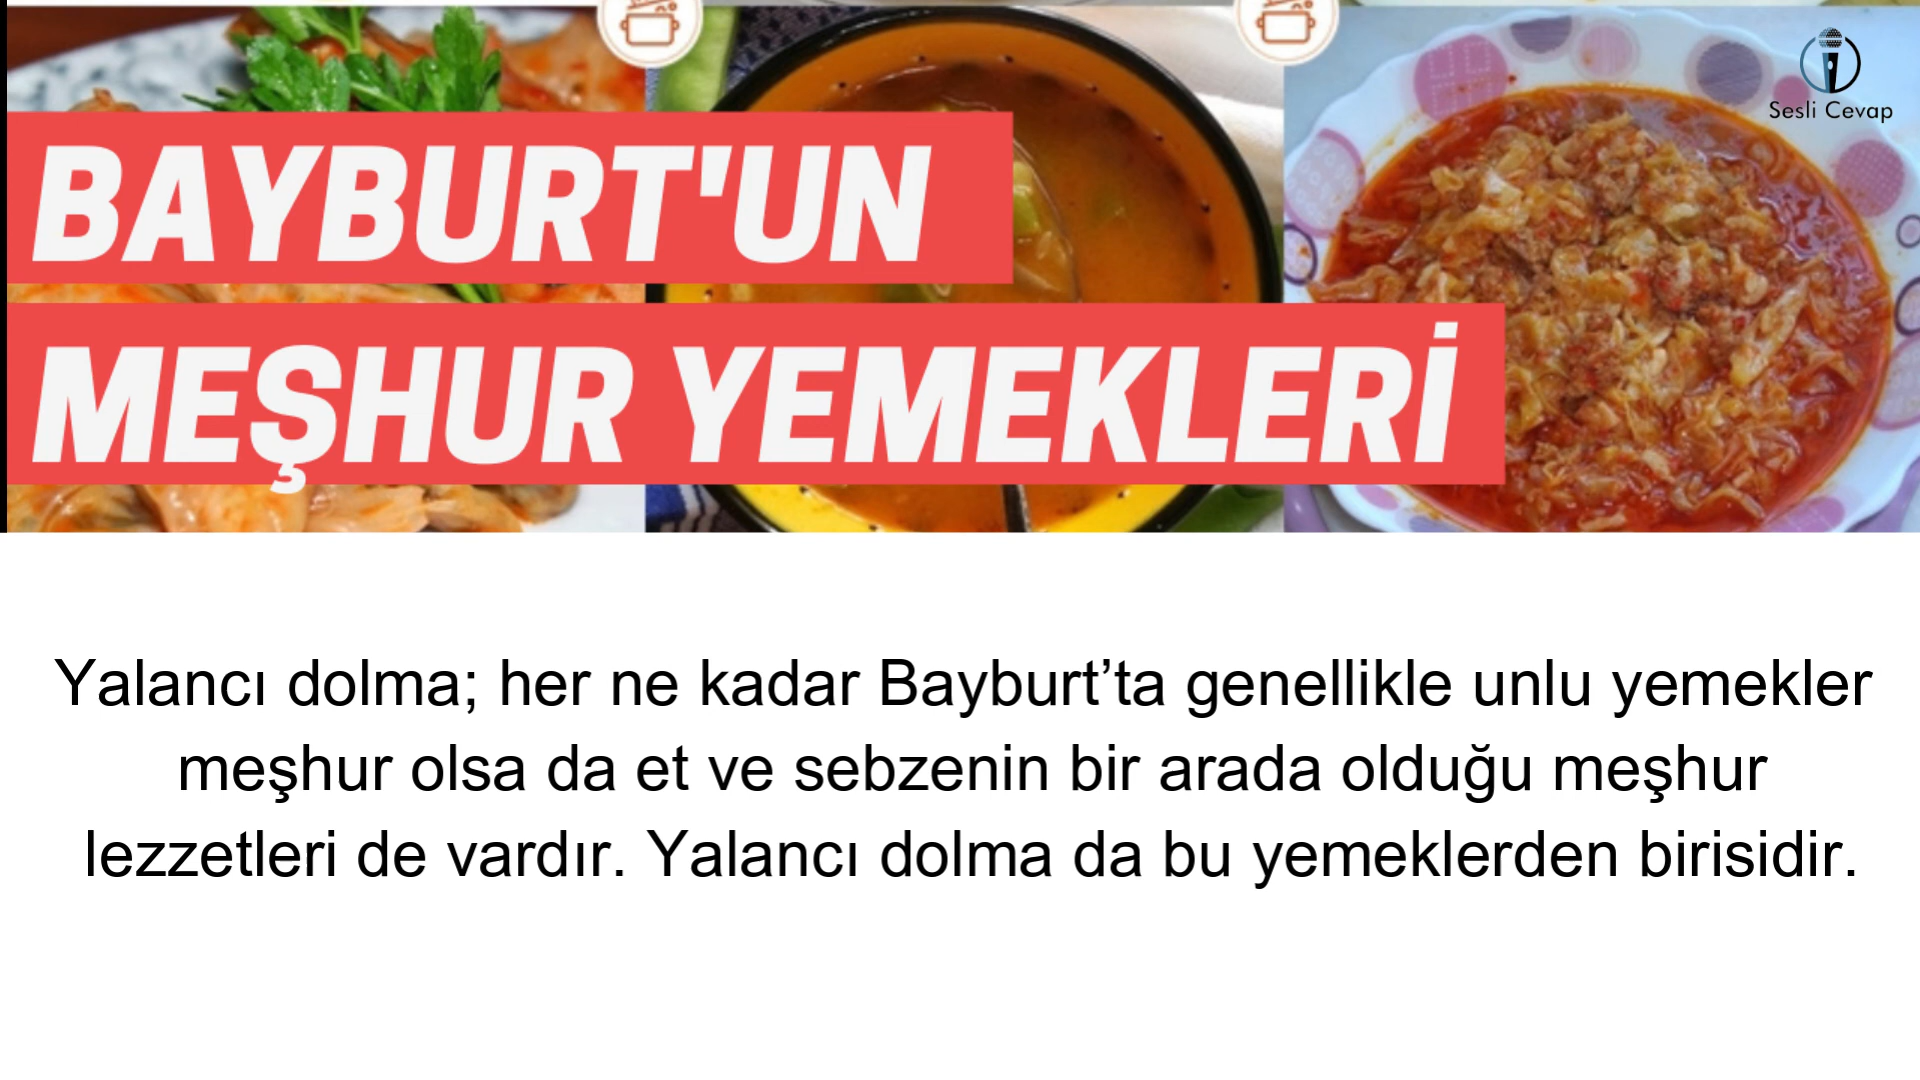 Sesli Cevap
BAYBURT'UN
MEŞHUR YEMEKLERİ
Yalancı dolma; her ne kadar Bayburt’ta genellikle unlu yemekler
meşhur olsa da et ve sebzenin bir arada olduğu meşhur
lezzetleri de vardır. Yalancı dolma da bu yemeklerden birisidir.